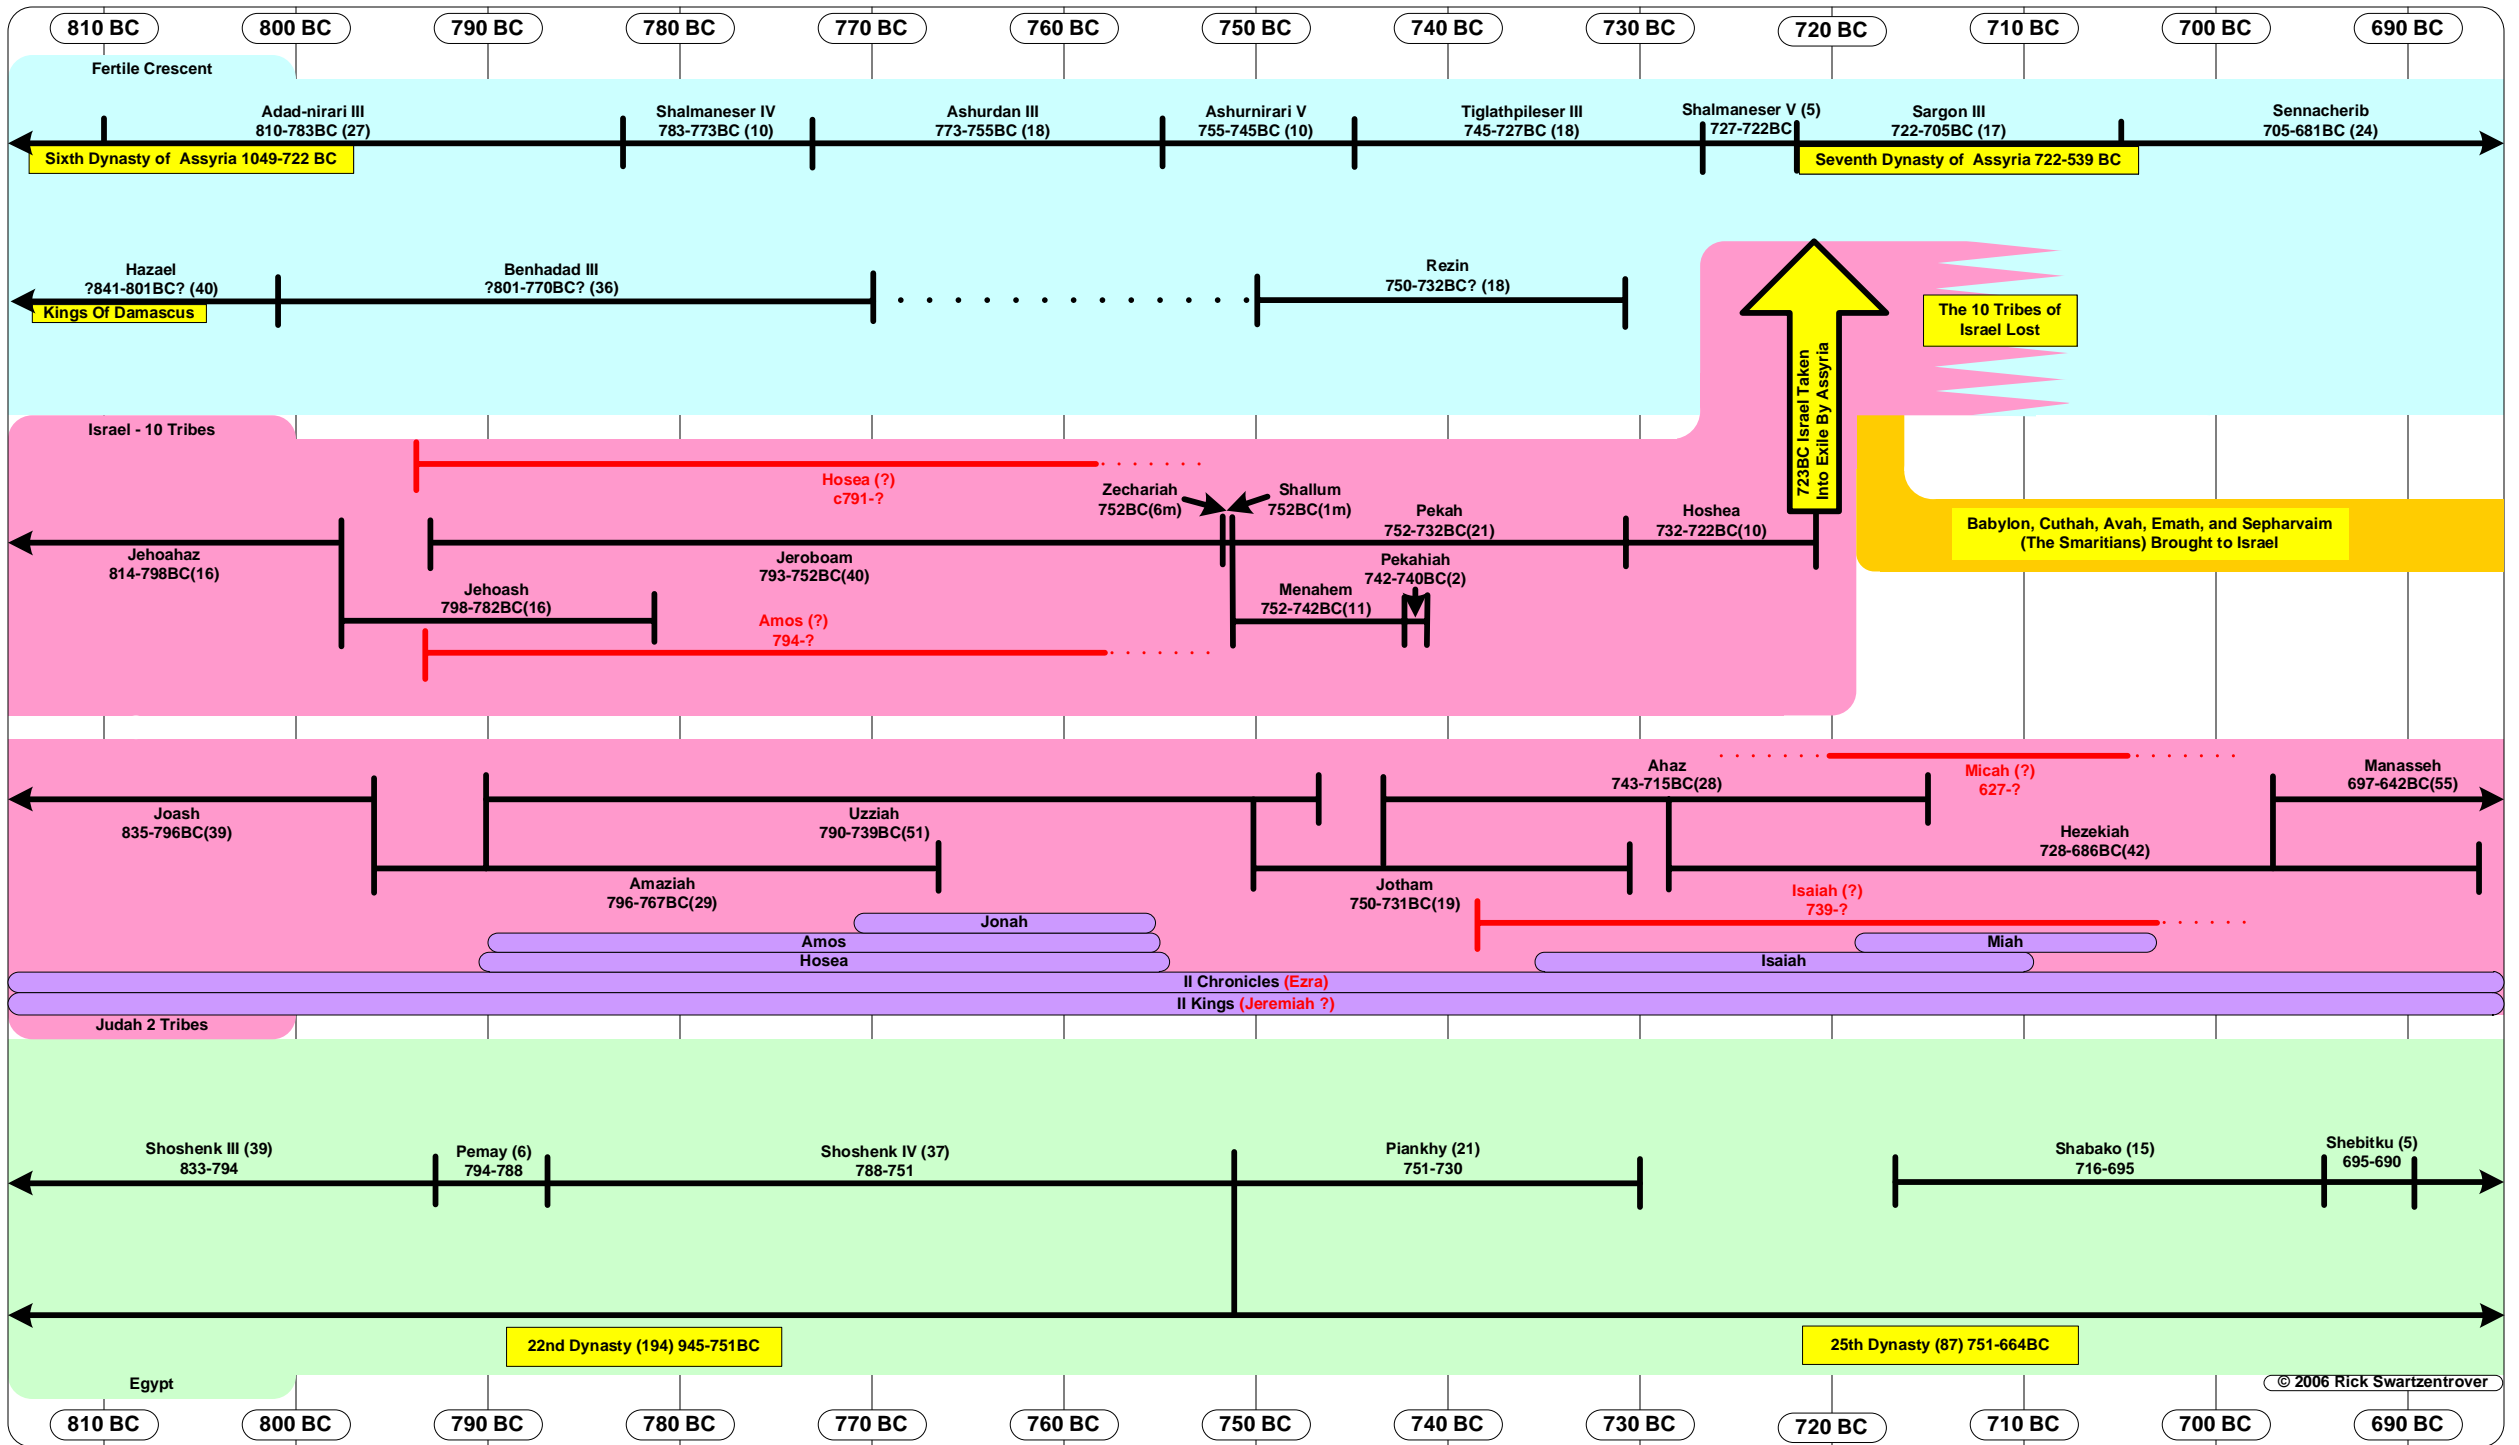 810 BC
800 BC
790 BC
780 BC
770 BC
760 BC
750 BC
740 BC
730 BC
720 BC
710 BC
700 BC
690 BC
Fertile Crescent
Adad-nirari III
810-783BC (27)
Shalmaneser IV
783-773BC (10)
Ashurdan III
773-755BC (18)
Ashurnirari V
755-745BC (10)
Tiglathpileser III
745-727BC (18)
Shalmaneser V (5)
727-722BC
Sargon III
722-705BC (17)
Sennacherib
705-681BC (24)
Sixth Dynasty of Assyria 1049-722 BC
Seventh Dynasty of Assyria 722-539 BC
Hazael
?841-801BC? (40)
Kings Of Damascus
Benhadad III
?801-770BC? (36)
Rezin
750-732BC? (18)
The 10 Tribes of
Israel Lost
723BC Israel Taken
Into Exile By Assyria
Israel - 10 Tribes
Hosea (?)
c791-?
Zechariah
752BC(6m)
Shallum
752BC(1m)
Pekah
752-732BC(21)
Hoshea
732-722BC(10)
Babylon, Cuthah, Avah, Emath, and Sepharvaim
(The Smaritians) Brought to Israel
Jehoahaz
814-798BC(16)
Jeroboam
793-752BC(40)
Pekahiah
742-740BC(2)
Jehoash
798-782BC(16)
Menahem
752-742BC(11)
Amos (?)
794-?
Ahaz
743-715BC(28)
Micah (?)
627-?
Manasseh
697-642BC(55)
Joash
835-796BC(39)
Uzziah
790-739BC(51)
Hezekiah
728-686BC(42)
Amaziah
796-767BC(29)
Jotham
750-731BC(19)
Isaiah (?)
739-?
Jonah
Amos
Miah
Hosea
Isaiah
II Chronicles (Ezra)
II Kings (Jeremiah ?)
Judah 2 Tribes
Shoshenk III (39)
833-794
Pemay (6)
794-788
Shoshenk IV (37)
788-751
Piankhy (21)
751-730
Shabako (15)
716-695
Shebitku (5)
695-690
22nd Dynasty (194) 945-751BC
25th Dynasty (87) 751-664BC
Egypt
© 2006 Rick Swartzentrover
810 BC
800 BC
790 BC
780 BC
770 BC
760 BC
750 BC
740 BC
730 BC
720 BC
710 BC
700 BC
690 BC